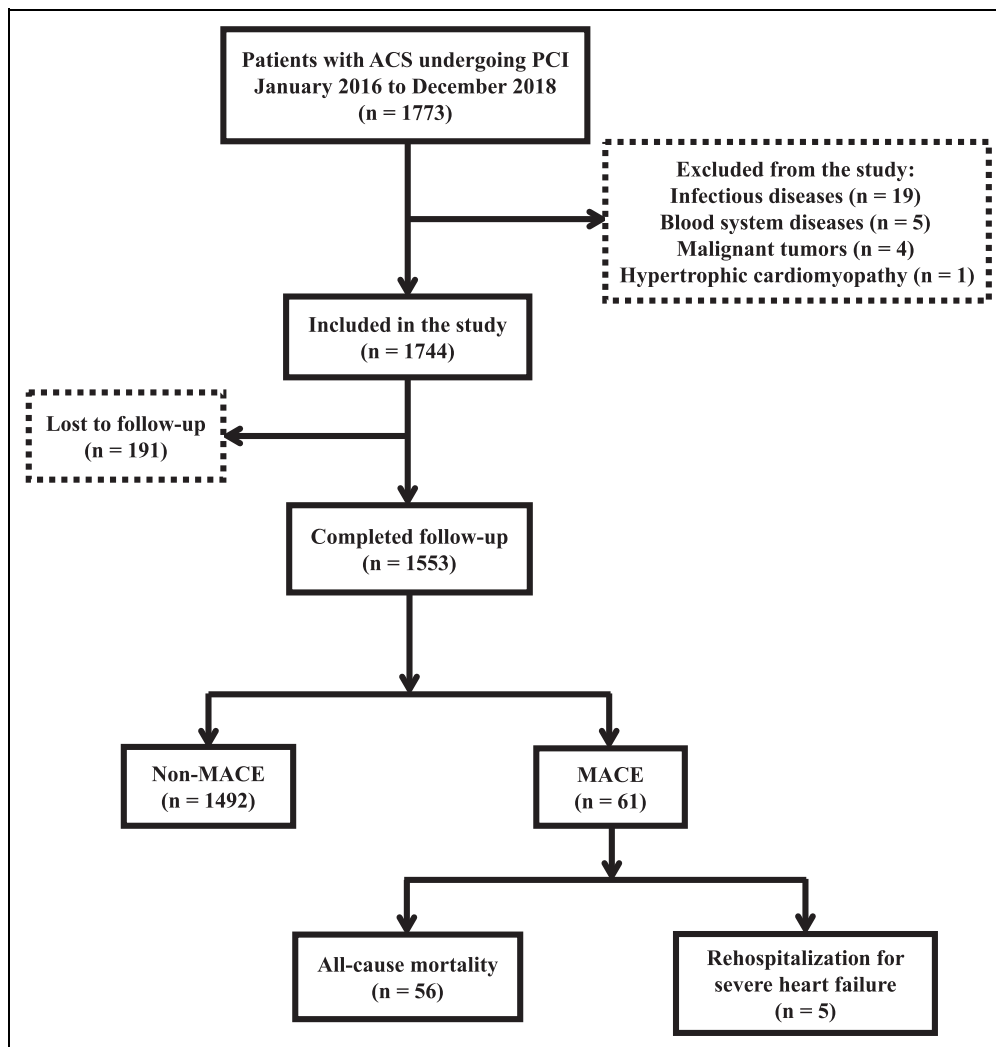 Patients with ACS undergoing PCI
January 2016 to December 2018
(n = 1773)
Excluded from the study:
Infectious diseases (n = 19)
Blood system diseases (n = 5)
Malignant tumors (n = 4)
Hypertrophic cardiomyopathy (n = 1)
Included in the study
(n = 1744)
Lost to follow-up
(n = 191)
Completed follow-up
(n = 1553)
Non-MACE
(n = 1492)
MACE
(n = 61)
All-cause mortality
(n = 56)
Rehospitalization for
severe heart failure
(n = 5)